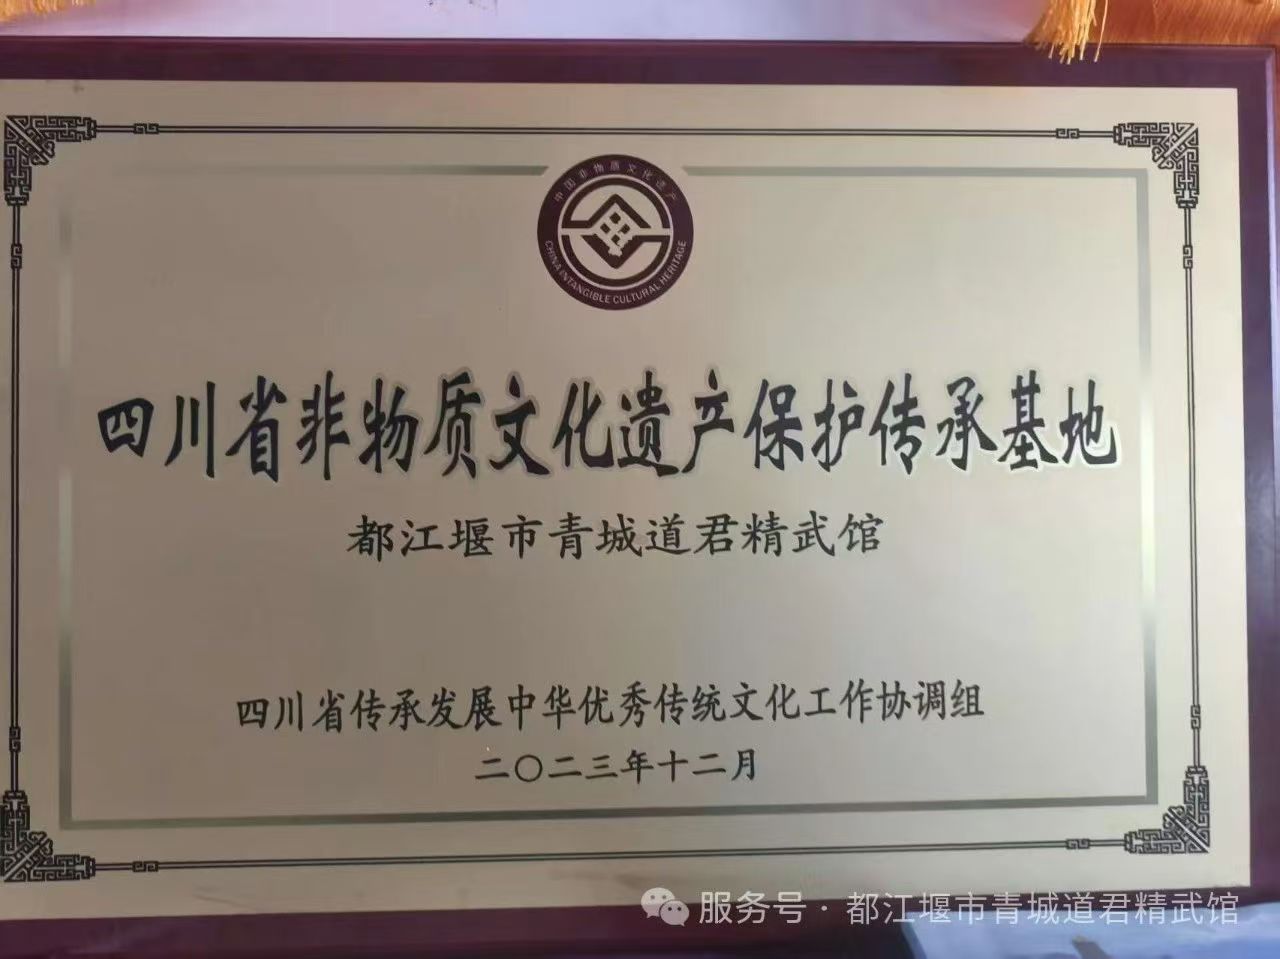 中国非物质文化遗产
CHINA INTANGIBLE CULTURAL HERITAGE
四川省非物质文化遗产保护传承基地
都江堰市青城道君精武馆
四川省传承发展中华优秀传统文化工作协调组
二〇二三年十二月
服务号·都江堰市青城道君精武馆